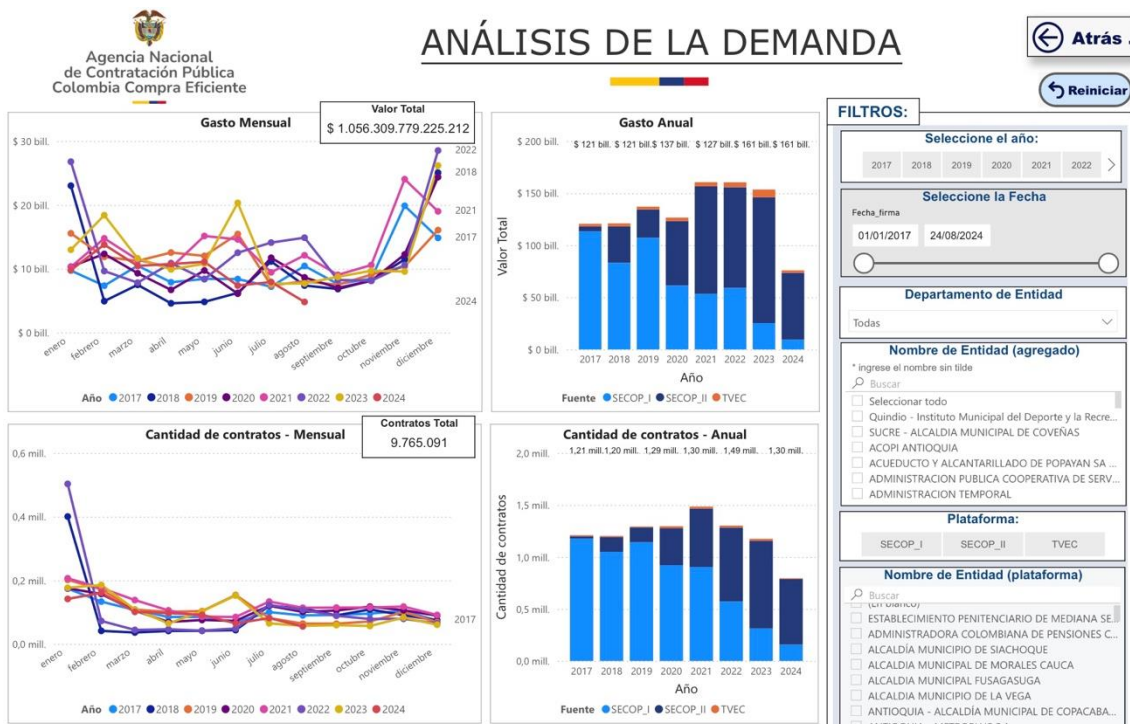 Agencia Nacional
de Contratación Pública
Colombia Compra Eficiente
ANÁLISIS DE LA DEMANDA
Atrás
Reiniciar
Gasto Mensual
Valor Total
$ 1.056.309.779.225.212
$ 30 bill.
$ 20 bill.
$ 10 bill.
$ 0 bill.
2022
2018
2021
2017
2024
enero febrero marzo abril mayo junio julio agosto septiembre octubre noviembre diciembre
Año 2017 2018 2019 2020 2021 2022 2023 2024
Gasto Anual
$ 121 bill. $ 121 bill. $ 137 bill. $ 127 bill. $ 161 bill. $ 161 bill.
Valor Total
$ 200 bill.
$ 150 bill.
$ 100 bill.
$ 50 bill.
$ 0 bill.
2017 2018 2019 2020 2021 2022 2023 2024
Año
Fuente SECOP_I SECOP_II TVEC
Cantidad de contratos - Mensual
Contratos Total
9.765.091
0,6 mill.
0,4 mill.
0,2 mill.
0,0 mill.
2017
enero febrero marzo abril mayo junio julio agosto septiembre octubre noviembre diciembre
Año 2017 2018 2019 2020 2021 2022 2023 2024
Cantidad de contratos - Anual
1,21 mill. 1,20 mill. 1,29 mill. 1,30 mill. 1,49 mill. 1,30 mill.
Cantidad de contratos
2,0 mill.
1,5 mill.
1,0 mill.
0,5 mill.
0,0 mill.
2017 2018 2019 2020 2021 2022 2023 2024
Año
Fuente SECOP_I SECOP_II TVEC
FILTROS:
Seleccione el año:
2017 2018 2019 2020 2021 2022
Seleccione la Fecha
Fecha_firma
01/01/2017 24/08/2024
Departamento de Entidad
Todas
Nombre de Entidad (agregado)
* ingrese el nombre sin tilde
Buscar
Seleccionar todo
Quindio - Instituto Municipal del Deporte y la Recre...
SUCRE - ALCALDIA MUNICIPAL DE COVEÑAS
ACOPI ANTIOQUIA
ACUEDUCTO Y ALCANTARILLADO DE POPAYAN SA ...
ADMINISTRACION PUBLICA COOPERATIVA DE SERV...
ADMINISTRACION TEMPORAL
Plataforma:
SECOP_I SECOP_II TVEC
Nombre de Entidad (plataforma)
Buscar
(En blanco)
ESTABLECIMIENTO PENITENCIARIO DE MEDIANA SE...
ADMINISTRADORA COLOMBIANA DE PENSIONES C...
ALCALDÍA MUNICIPIO DE SIACHOQUE
ALCALDIA MUNICIPAL DE MORALES CAUCA
ALCALDIA MUNICIPAL FUSAGASUGA
ALCALDIA MUNICIPIO DE LA VEGA
ANTIOQUIA - ALCALDÍA MUNICIPAL DE COPACABA...